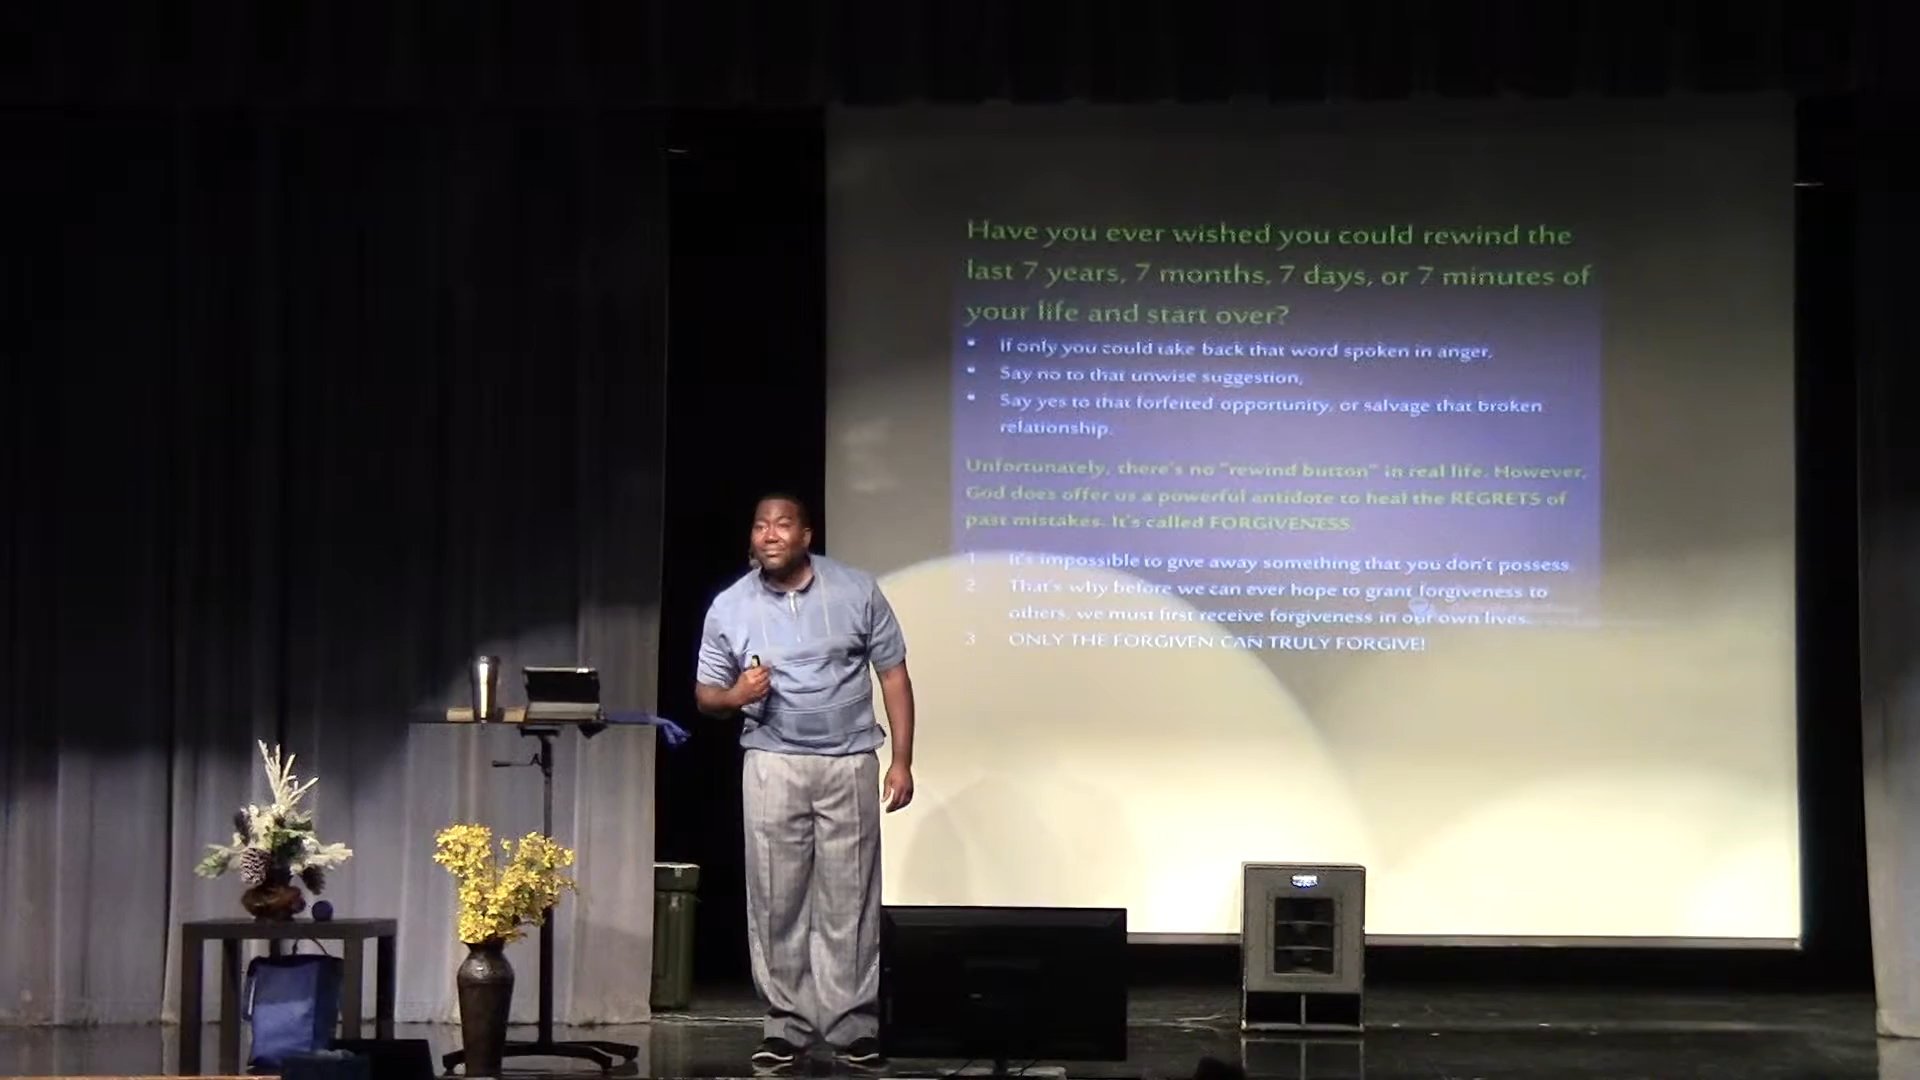 Have you ever wished you could rewind the
last 7 years, 7 months, 7 days, or 7 minutes of
your life and start over?
• If only you could take back that word spoken in anger,
• Say no to that unwise suggestion,
• Say yes to that forfeited opportunity, or salvage that broken
relationship.
Unfortunately, there's no "rewind button" in real life. However,
God does offer us a powerful antidote to heal the REGRETS of
past mistakes. It's called FORGIVENESS.
1. It's impossible to give away something that you don't possess.
2. That's why before we can ever hope to grant forgiveness to
others, we must first receive forgiveness in our own lives.
3. ONLY THE FORGIVEN CAN TRULY FORGIVE!